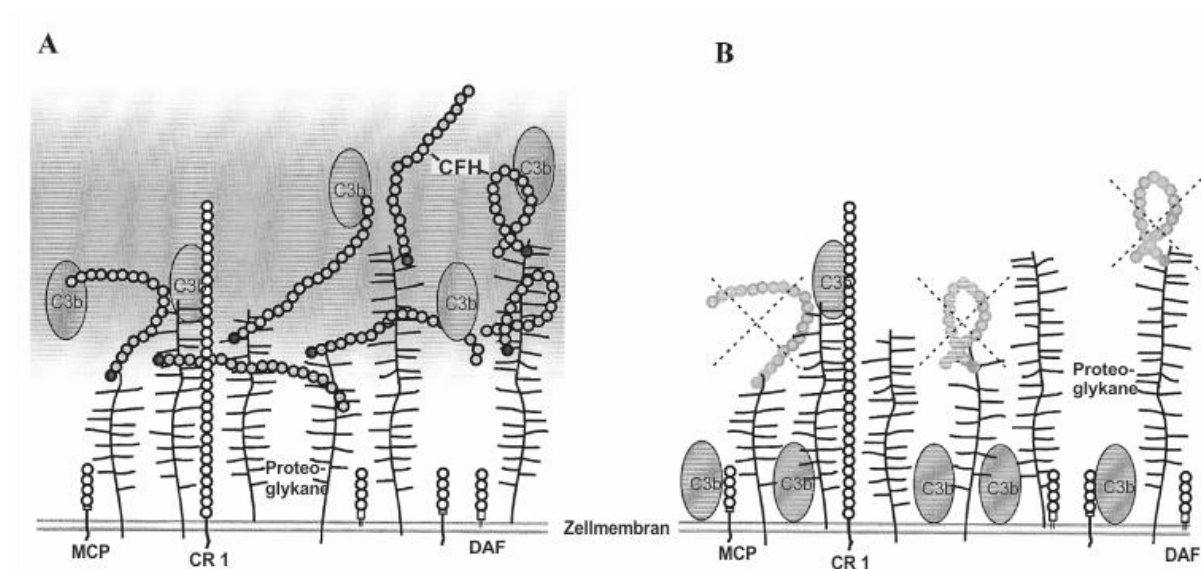 A
B
CFH
C3b
C3b
C3b
C3b
C3b
Proteo-
glykane
MCP
CR 1
DAF
Zellmembran
C3b
Proteo-
glykane
C3b
C3b
C3b
C3b
C3b
MCP
CR 1
DAF